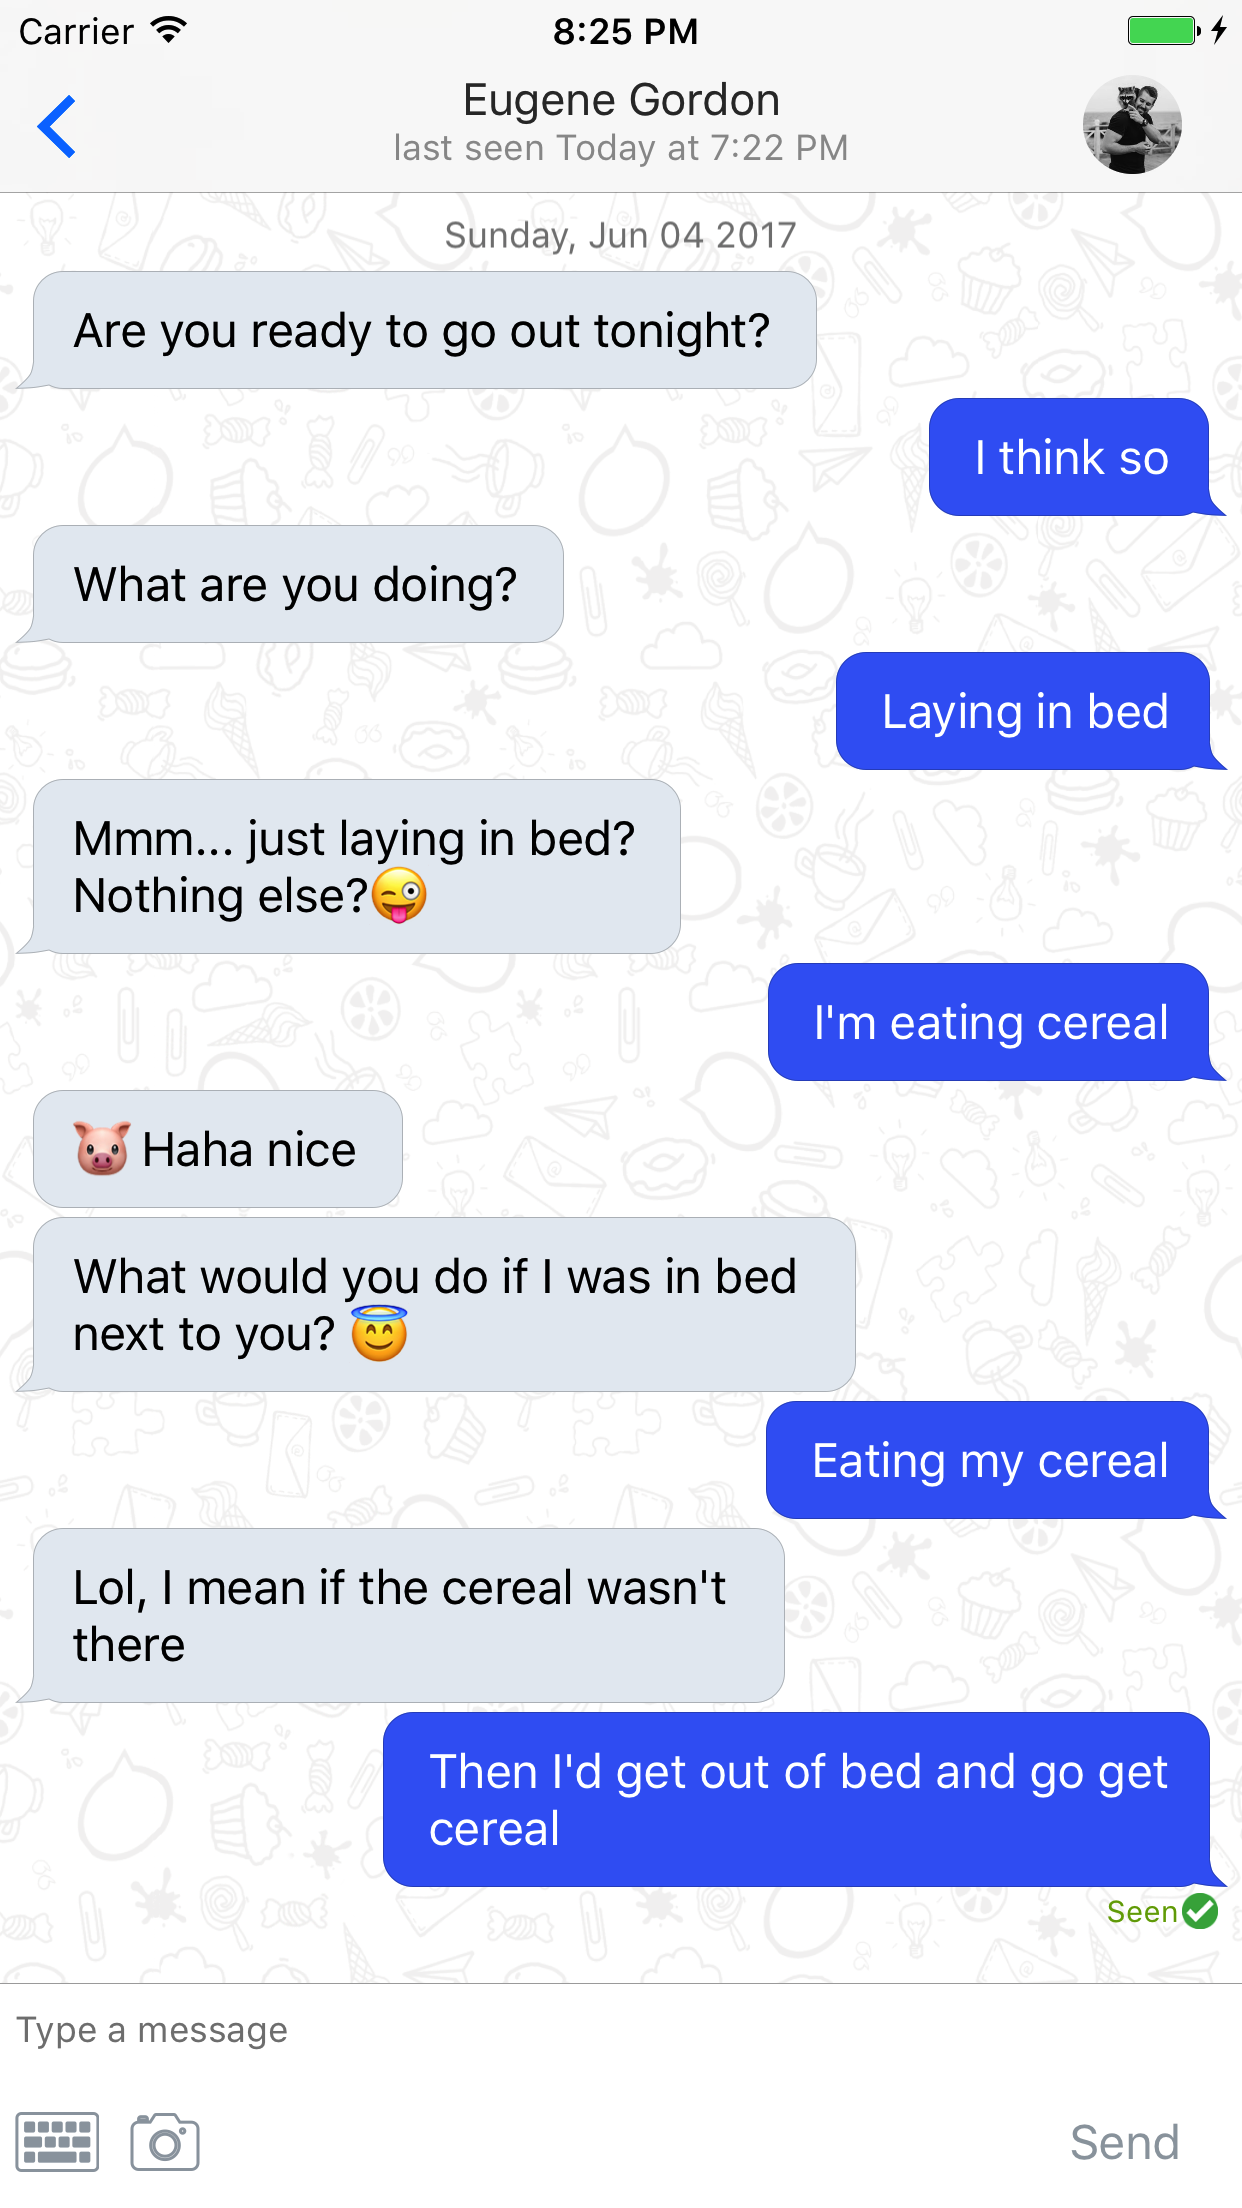 Carrier 8:25 PM
Eugene Gordon
last seen Today at 7:22 PM
Sunday, Jun 04 2017
Are you ready to go out tonight?
I think so
What are you doing?
Laying in bed
Mmm... just laying in bed?
Nothing else?😜
I'm eating cereal
🐷 Haha nice
What would you do if I was in bed
next to you? 😇
Eating my cereal
Lol, I mean if the cereal wasn't
there
Then I'd get out of bed and go get
cereal
Seen
Type a message
Send